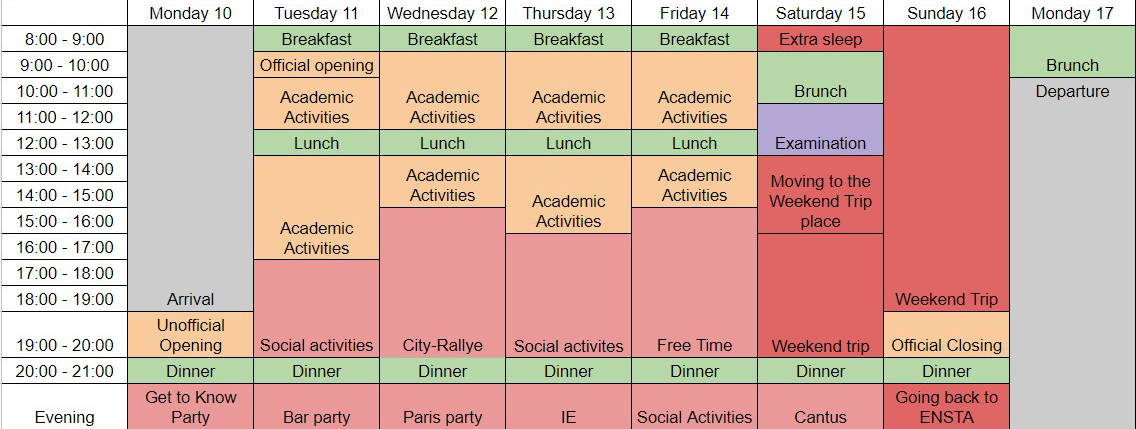 Monday 10 Tuesday 11 Wednesday 12 Thursday 13 Friday 14 Saturday 15 Sunday 16 Monday 17
8:00 - 9:00 Breakfast Breakfast Breakfast Breakfast Extra sleep
9:00 - 10:00 Official opening Brunch
10:00 - 11:00 Academic Activities Academic Activities Academic Activities Academic Activities Brunch Departure
11:00 - 12:00
12:00 - 13:00 Lunch Lunch Lunch Lunch Examination
13:00 - 14:00 Academic Activities Academic Activities Moving to the Weekend Trip place
14:00 - 15:00 Academic Activities
15:00 - 16:00 Academic Activities
16:00 - 17:00
17:00 - 18:00
18:00 - 19:00 Arrival Weekend Trip
Unofficial Opening
19:00 - 20:00 Social activities City-Rallye Social activites Free Time Weekend trip Official Closing
20:00 - 21:00 Dinner Dinner Dinner Dinner Dinner Dinner Dinner
Evening Get to Know Party Bar party Paris party IE Social Activities Cantus Going back to ENSTA